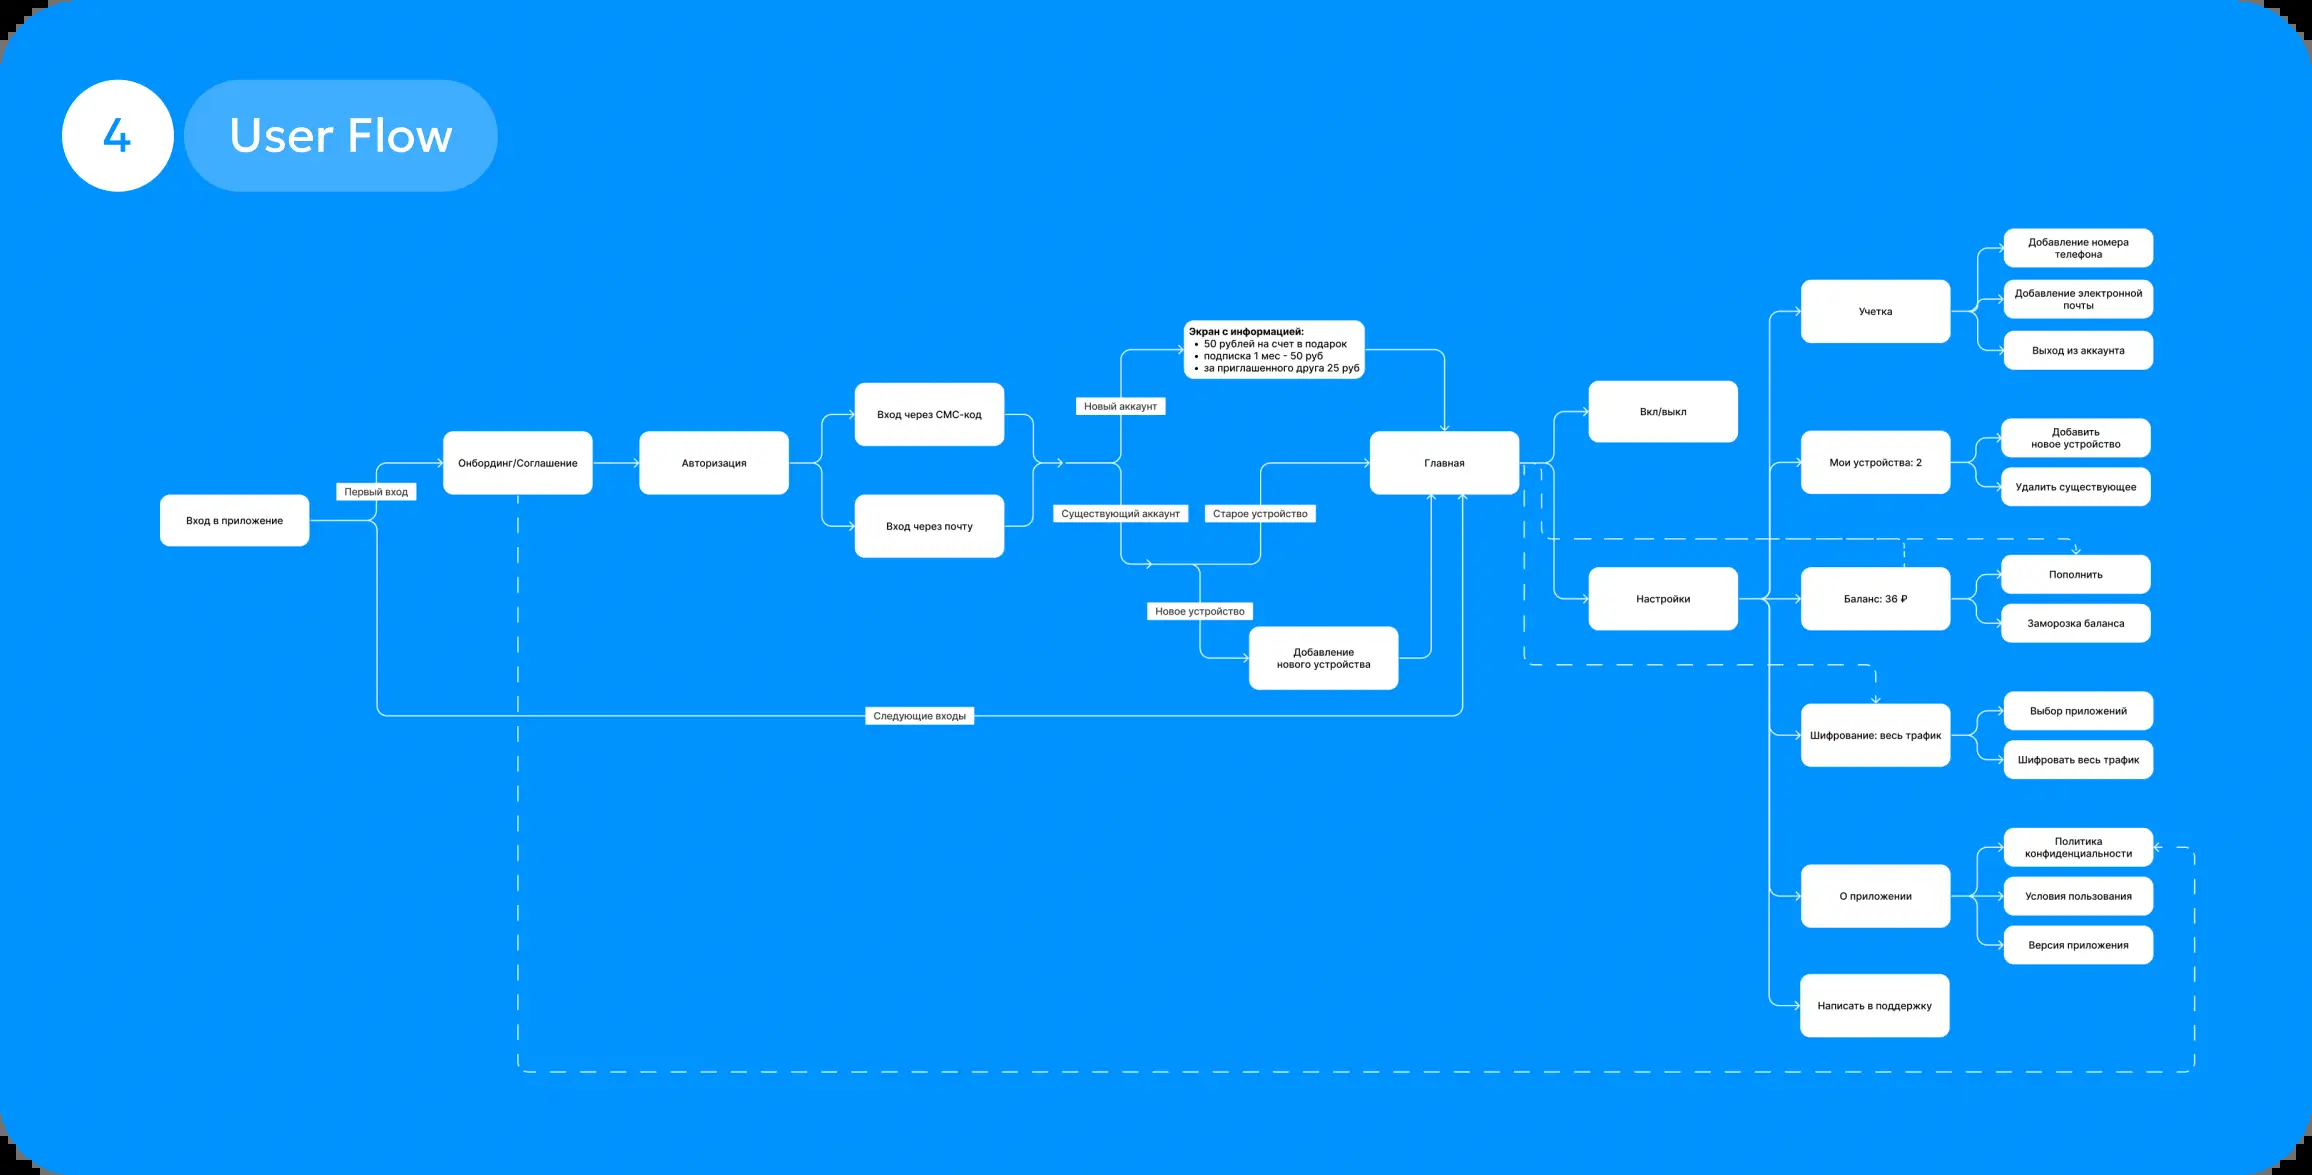 4
User Flow
Вход в приложение
Первый вход
Онбординг/Соглашение
Авторизация
Вход через СМС-код
Вход через почту
Новый аккаунт
Существующий аккаунт
Экран с информацией:
• 50 рублей на счет в подарок
• подписка 1 мес - 50 руб
• за приглашенного друга 25 руб
Старое устройство
Новое устройство
Добавление
нового устройства
Следующие входы
Главная
Вкл/выкл
Настройки
Учетка
Добавление номера
телефона
Добавление электронной
почты
Выход из аккаунта
Мои устройства: 2
Добавить
новое устройство
Удалить существующее
Баланс: 36 ₽
Пополнить
Заморозка баланса
Шифрование: весь трафик
Выбор приложений
Шифровать весь трафик
О приложении
Политика
конфиденциальности
Условия пользования
Версия приложения
Написать в поддержку